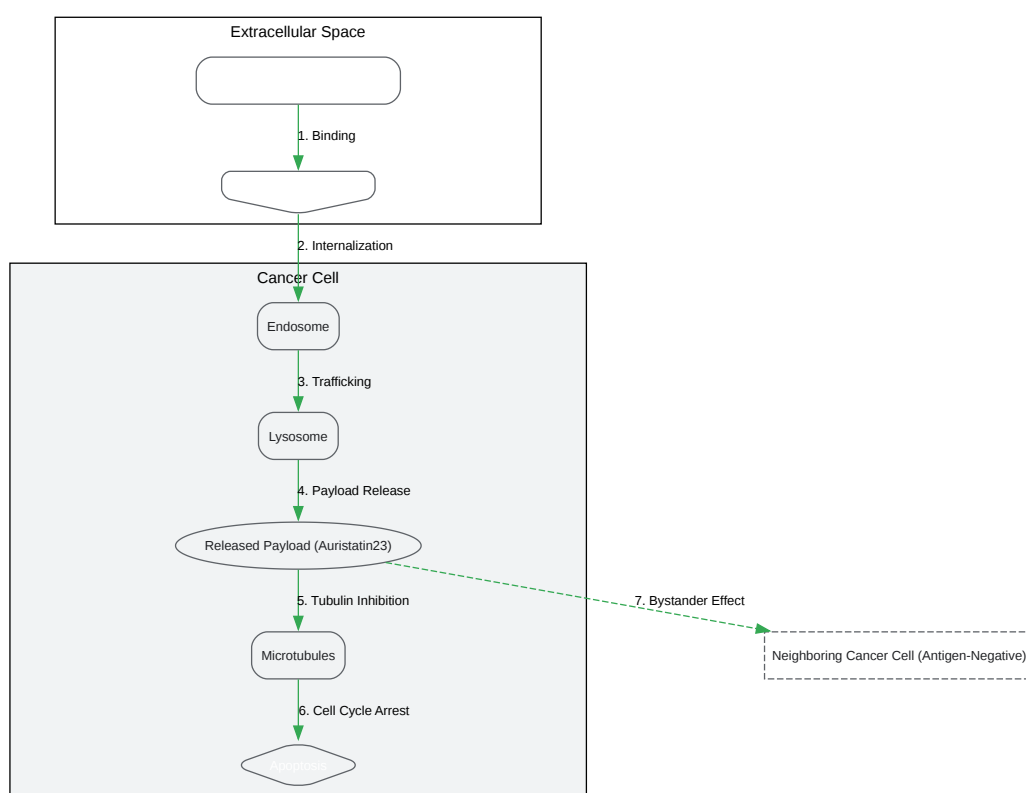 Extracellular Space
1. Binding
2. Internalization
Cancer Cell
Endosome
3. Trafficking
Lysosome
4. Payload Release
Released Payload (Auristatin23)
5. Tubulin Inhibition
7. Bystander Effect
Microtubules
Neighboring Cancer Cell (Antigen-Negative)
6. Cell Cycle Arrest
Apoptosis